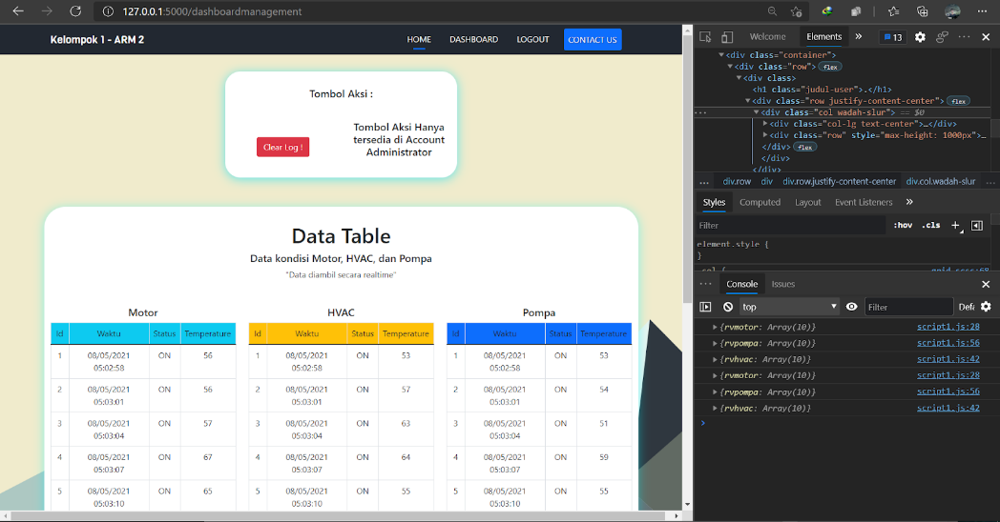 127.0.0.1:5000/dashboardmanagement
Kelompok 1 - ARM 2
HOME DASHBOARD LOGOUT CONTACT US
Tombol Aksi :
Clear Log !
Tombol Aksi Hanya
tersedia di Account
Administrator
Data Table
Data kondisi Motor, HVAC, dan Pompa
"Data diambil secara realtime"
Motor HVAC Pompa
Id Waktu Status Temperature Id Waktu Status Temperature Id Waktu Status Temperature
1 08/05/2021 ON 56 1 08/05/2021 ON 53 1 08/05/2021 ON 53
05:02:58 05:02:58 05:02:58
2 08/05/2021 ON 56 2 08/05/2021 ON 57 2 08/05/2021 ON 54
05:03:01 05:03:01 05:03:01
3 08/05/2021 ON 57 3 08/05/2021 ON 63 3 08/05/2021 ON 51
05:03:04 05:03:04 05:03:04
4 08/05/2021 ON 67 4 08/05/2021 ON 64 4 08/05/2021 ON 59
05:03:07 05:03:07 05:03:07
5 08/05/2021 ON 65 5 08/05/2021 ON 55 5 08/05/2021 ON 55
05:03:10 05:03:10 05:03:10
Welcome Elements » 13
<div class="container">
<div class="row"> flex
<div class>
<h1 class="judul-user">.</h1>
<div class="row justify-content-center"> flex
... <div class="col wadah-slur"> == $0
<div class="col-lg text-center">…</div>
<div class="row" style="max-height: 1000px">…
</div> flex
</div>
</div>
... div.row div div.row.justify-content-center div.col.wadah-slur ...
Styles Computed Layout Event Listeners »
Filter :hov .cls +
element.style {
}
Console Issues
top Filter Defa
{rvmotor: Array(10)} script1.js:28
{rvpompa: Array(10)} script1.js:56
{rvhvac: Array(10)} script1.js:42
{rvmotor: Array(10)} script1.js:28
{rvpompa: Array(10)} script1.js:56
{rvhvac: Array(10)} script1.js:42